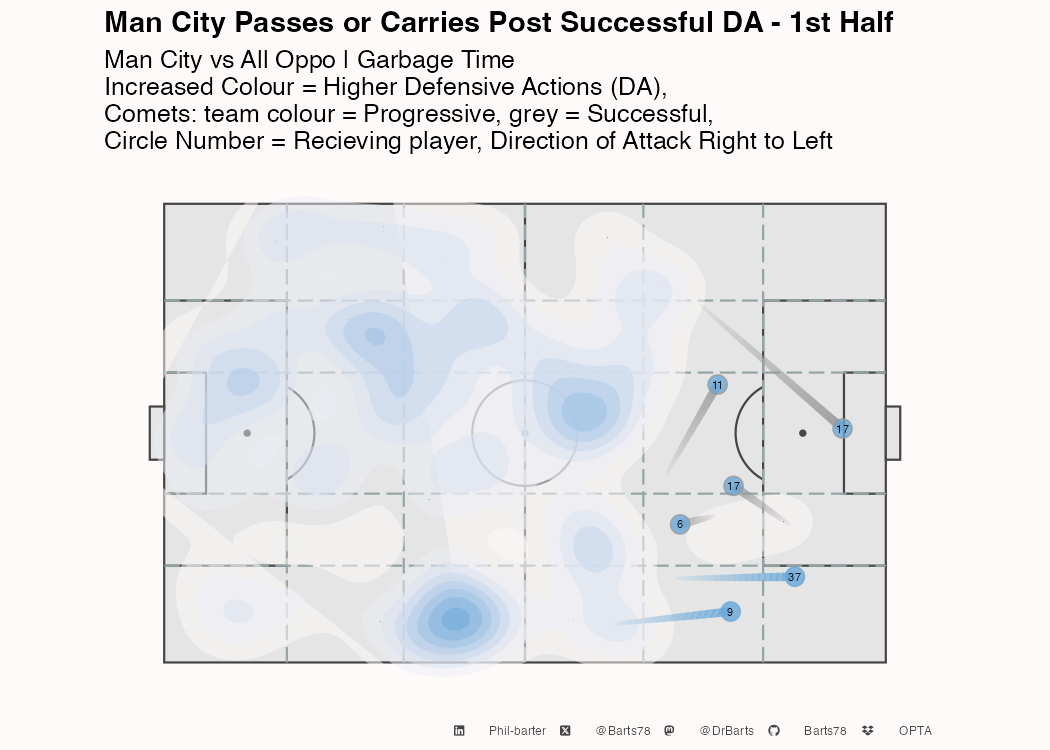 Man City Passes or Carries Post Successful DA - 1st Half
Man City vs All Oppo | Garbage Time
Increased Colour = Higher Defensive Actions (DA),
Comets: team colour = Progressive, grey = Successful,
Circle Number = Recieving player, Direction of Attack Right to Left
11
17
17
6
37
9
Phil-barter @Barts78 @DrBarts Barts78 OPTA